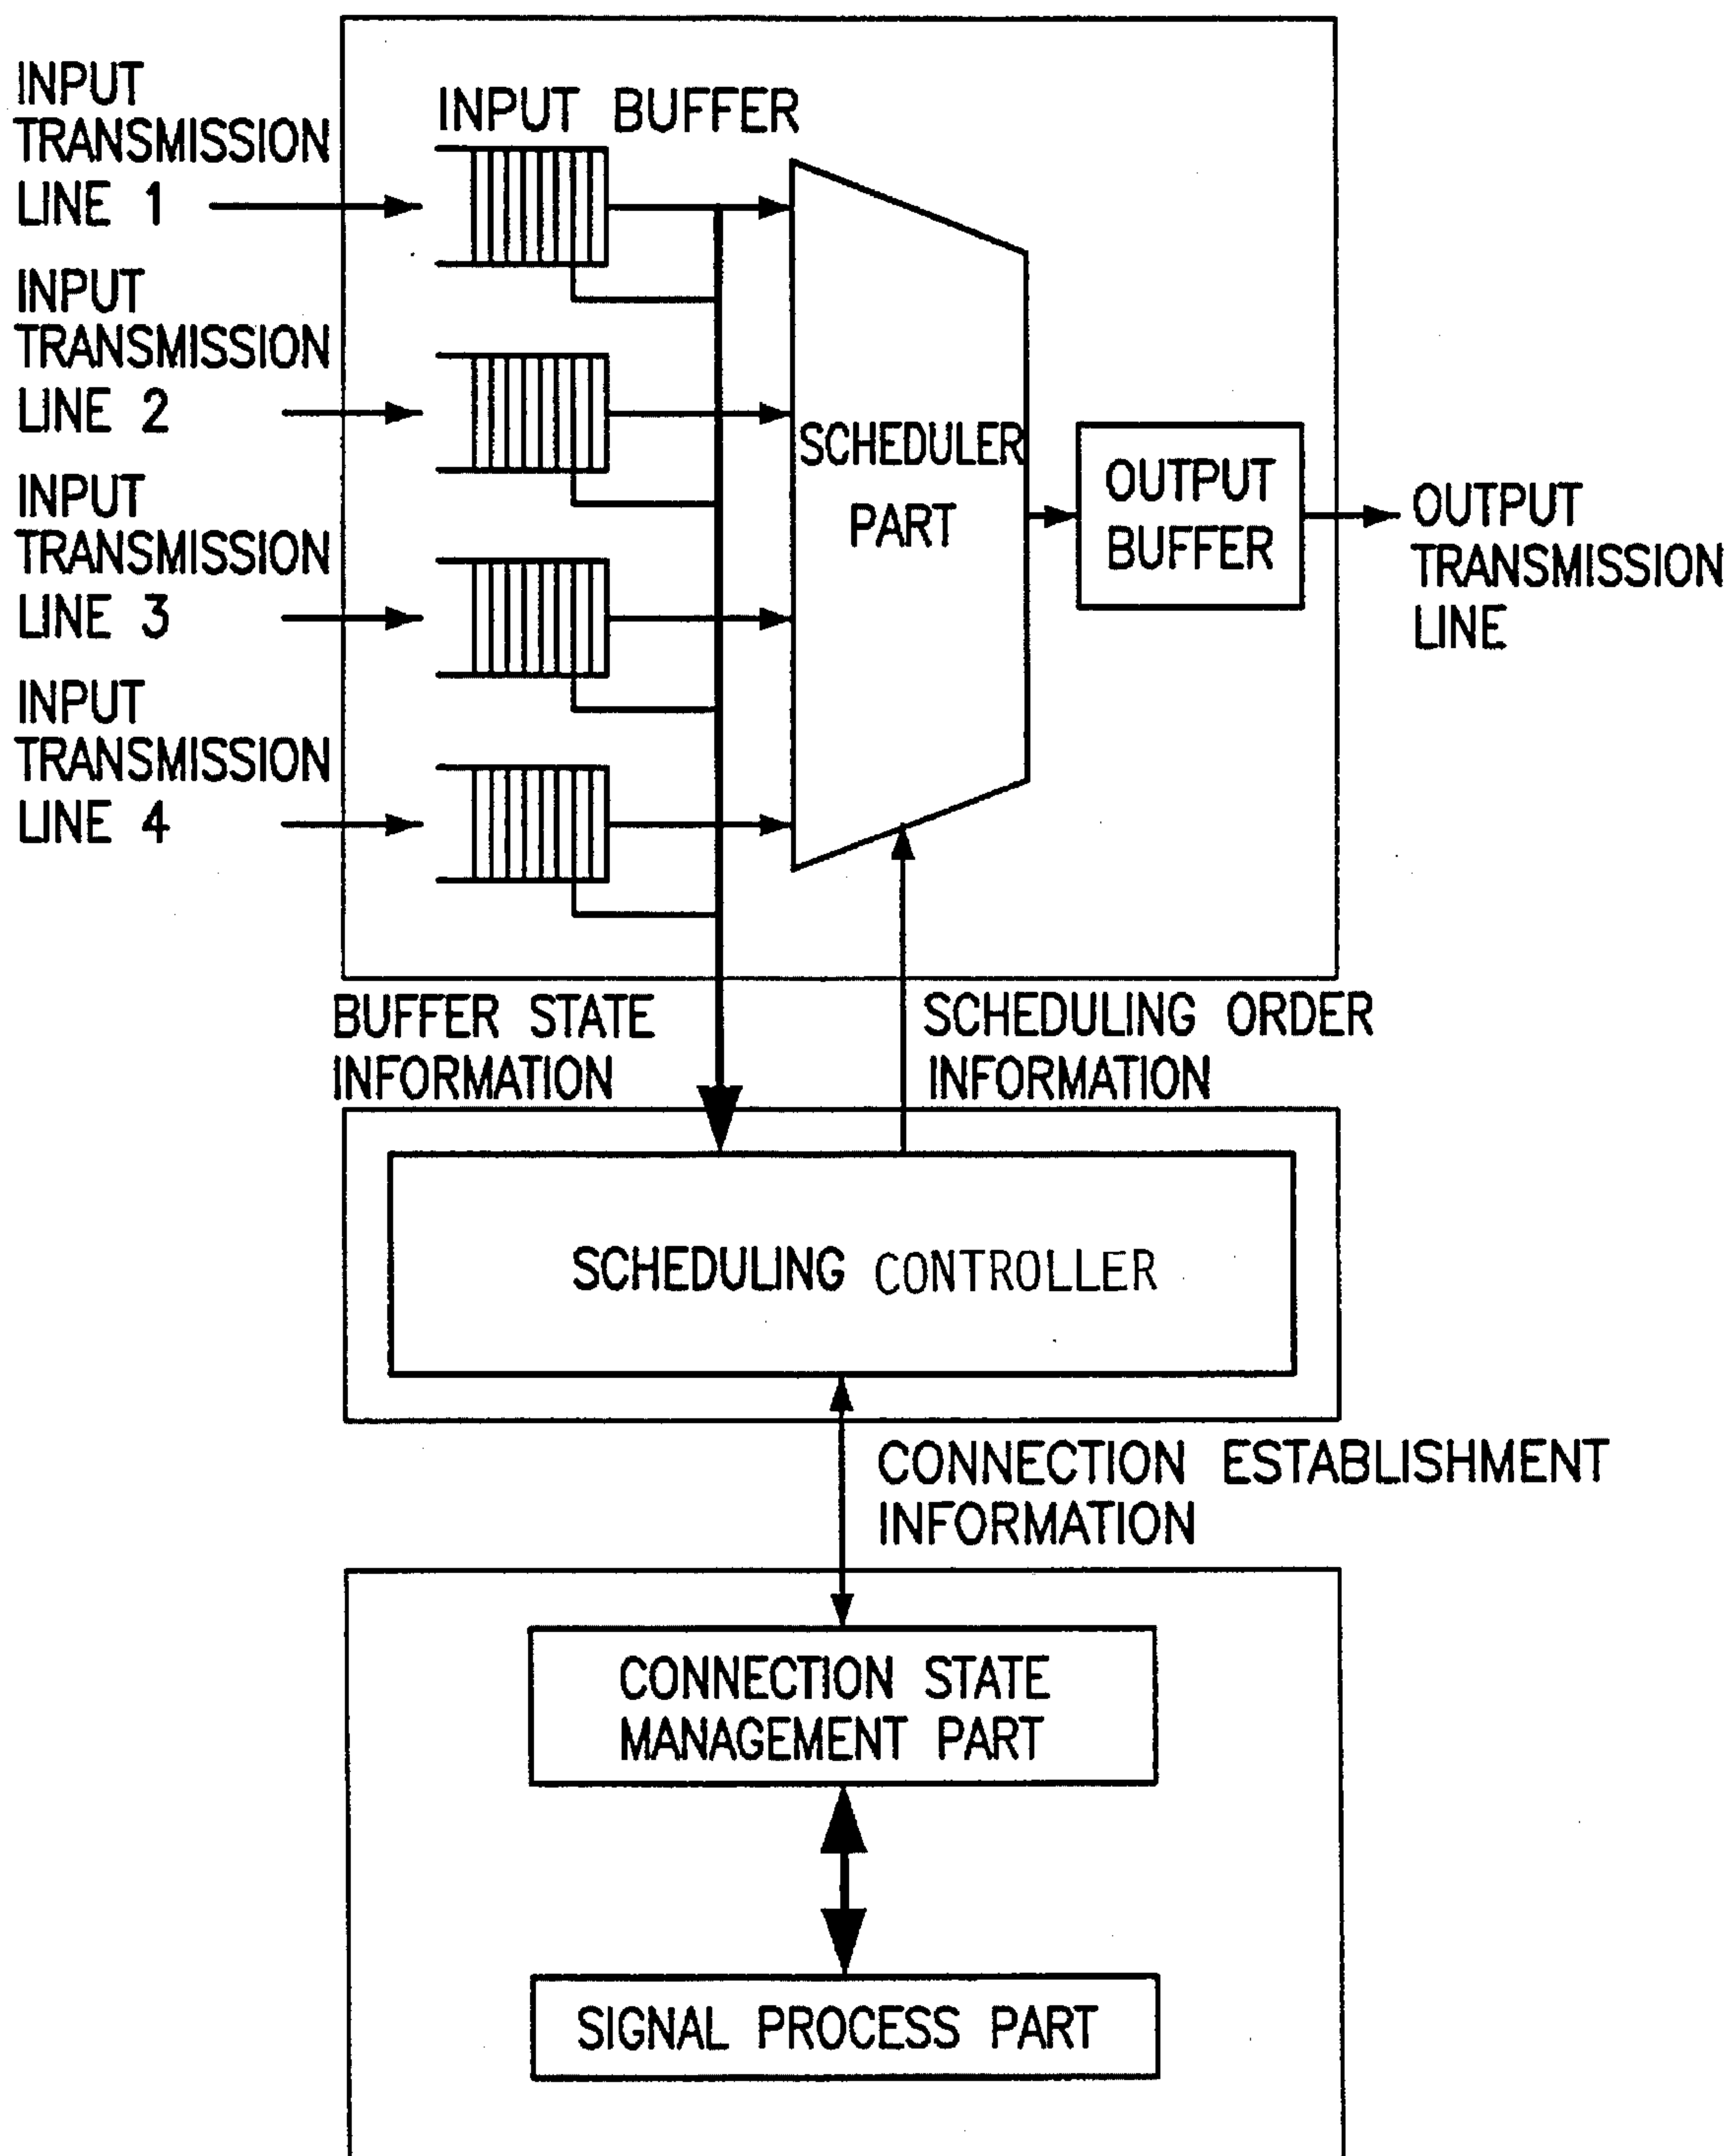 INPUT
TRANSMISSION
LINE 1
INPUT BUFFER
INPUT
TRANSMISSION
LINE 2
INPUT
TRANSMISSION
LINE 3
INPUT
TRANSMISSION
LINE 4
SCHEDULER
PART
OUTPUT
BUFFER
OUTPUT
TRANSMISSION
LINE
BUFFER STATE
INFORMATION
SCHEDULING ORDER
INFORMATION
SCHEDULING CONTROLLER
CONNECTION ESTABLISHMENT
INFORMATION
CONNECTION STATE
MANAGEMENT PART
SIGNAL PROCESS PART